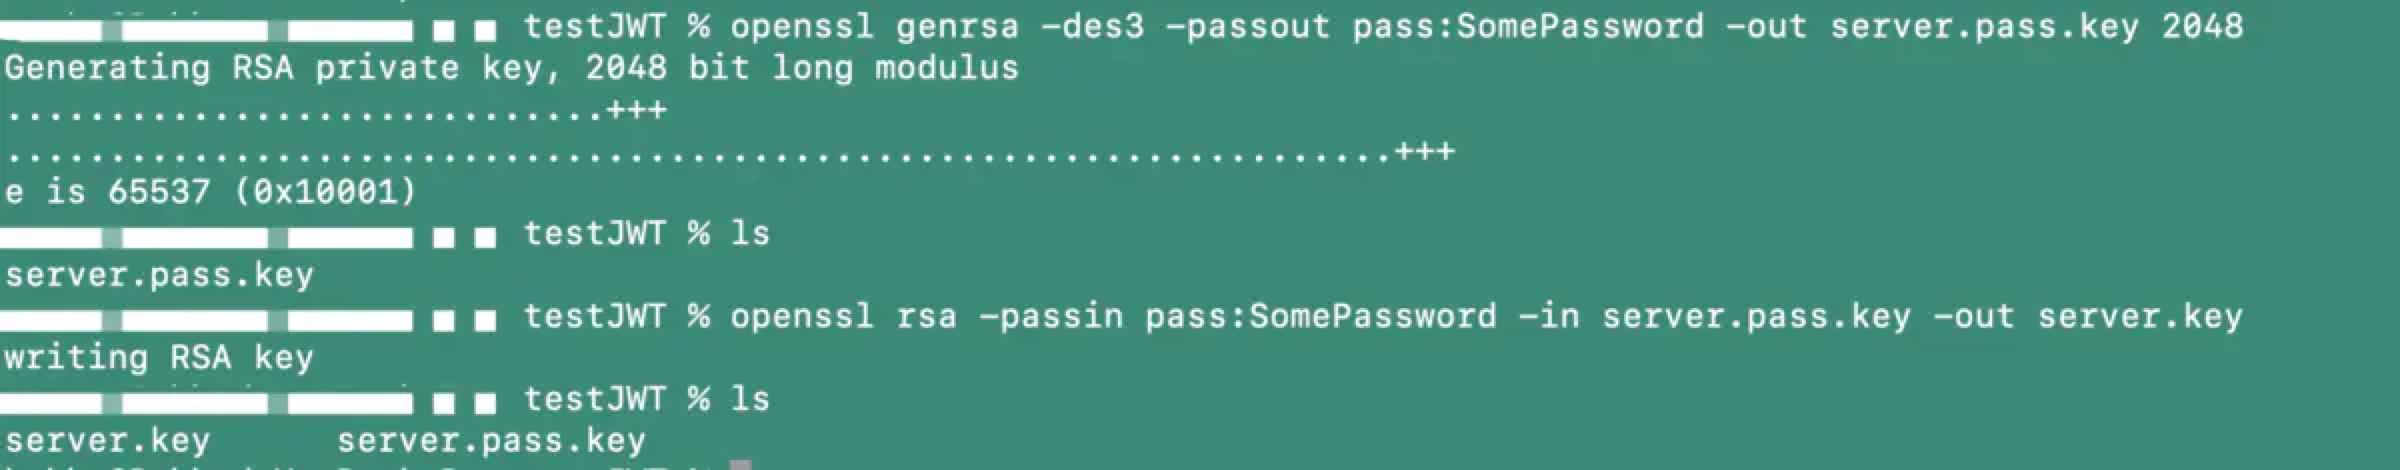 testJWT % openssl genrsa -des3 -passout pass:SomePassword -out server.pass.key 2048
Generating RSA private key, 2048 bit long modulus
.............................+++
...................................................................+++
e is 65537 (0x10001)
testJWT % ls
server.pass.key
testJWT % openssl rsa -passin pass:SomePassword -in server.pass.key -out server.key
writing RSA key
testJWT % ls
server.key server.pass.key